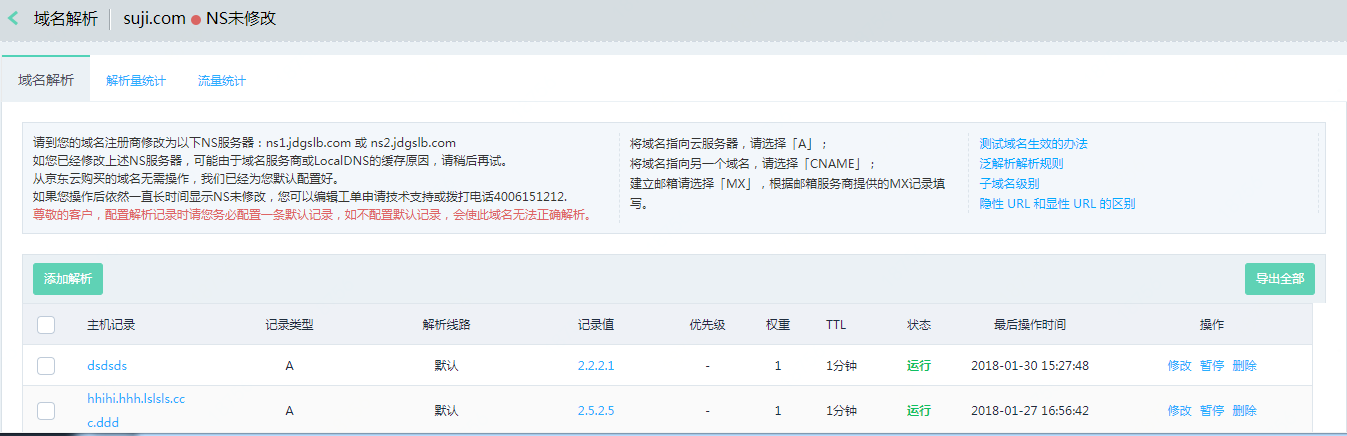 域名解析 suji.com NS未修改
域名解析 解析量统计 流量统计
请到您的域名注册商修改为以下NS服务器：ns1.jdgslb.com 或 ns2.jdgslb.com
如您已经修改上述NS服务器，可能由于域名服务商或LocalDNS的缓存原因，请稍后再试。
从京东云购买的域名无需操作，我们已经为您默认配置好。
如果您操作后依然一直长时间显示NS未修改，您可以编辑工单申请技术支持或拨打电话4006151212.
尊敬的客户，配置解析记录时请您务必配置一条默认记录，如不配置默认记录，会使此域名无法正确解析。
将域名指向云服务器，请选择「A」；
将域名指向另一个域名，请选择「CNAME」；
建立邮箱请选择「MX」，根据邮箱服务商提供的MX记录填
写。
测试域名生效的办法
泛解析解析规则
子域名级别
隐性 URL 和显性 URL 的区别
添加解析 导出全部
主机记录 记录类型 解析线路 记录值 优先级 权重 TTL 状态 最后操作时间 操作
dsdsds A 默认 2.2.2.1 - 1 1分钟 运行 2018-01-30 15:27:48 修改 暂停 删除
hhihi.hhh.lslsls.cc
c.ddd A 默认 2.5.2.5 - 1 1分钟 运行 2018-01-27 16:56:42 修改 暂停 删除